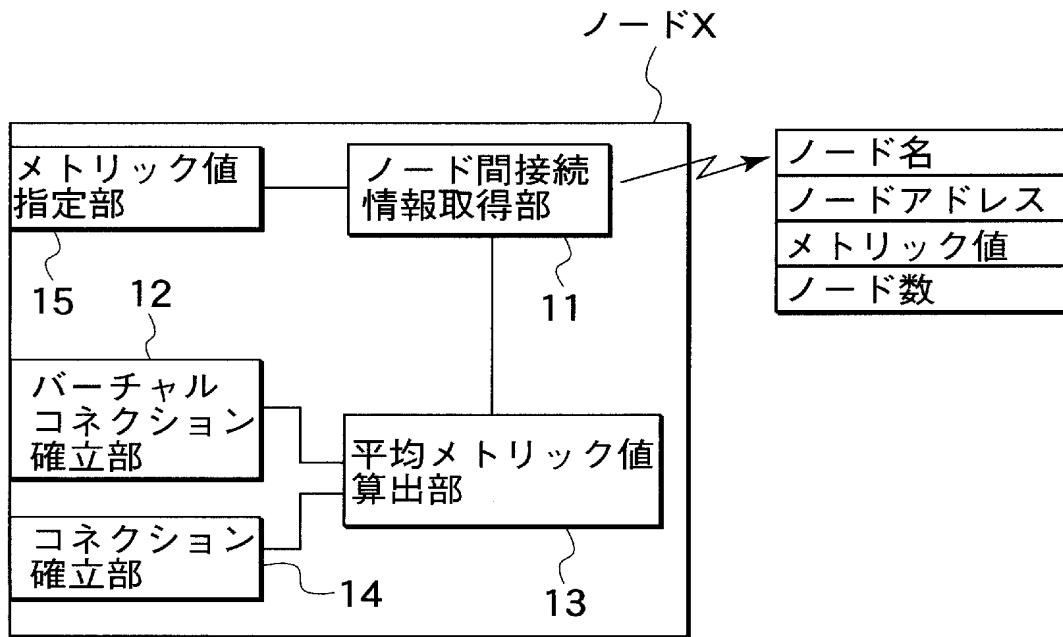 ノードX
メトリック値
指定部
15
ノード間接続
情報取得部
11
ノード名
ノードアドレス
メトリック値
ノード数
12
バーチャル
コネクション
確立部
平均メトリック値
算出部
13
コネクション
確立部
14